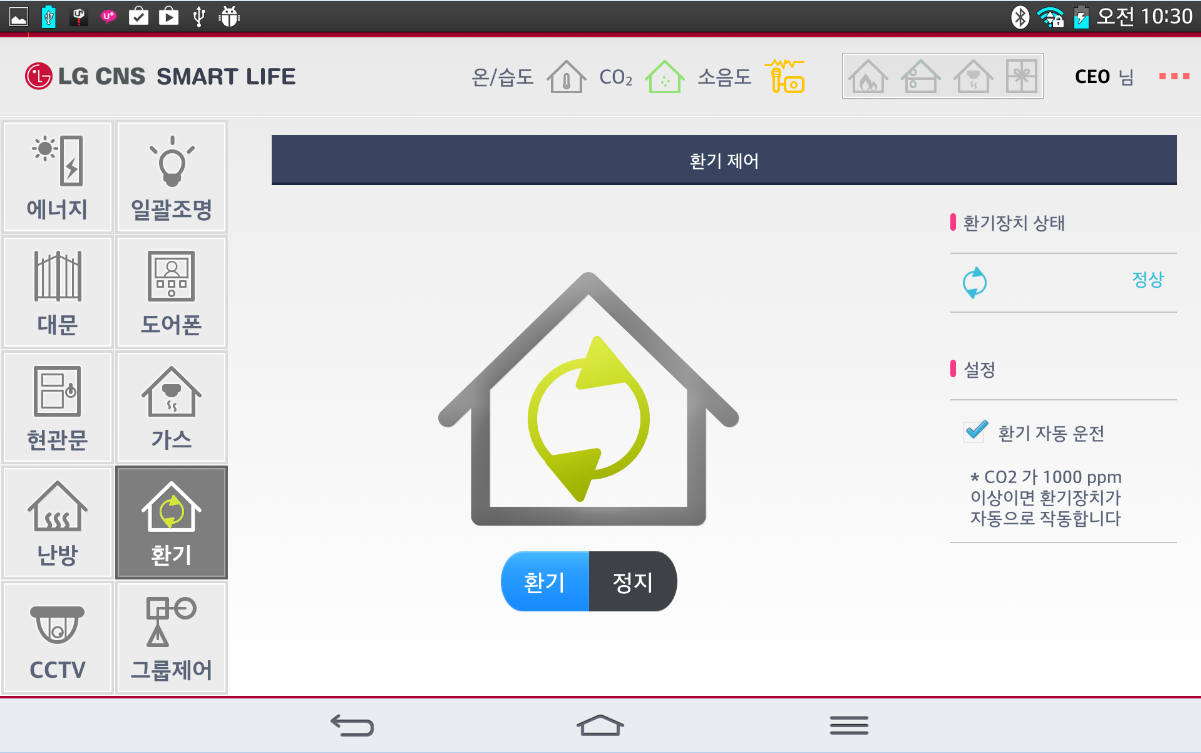 오전 10:30
LG CNS SMART LIFE
온/습도
CO₂
소음도
CEO 님
에너지
일괄조명
환기 제어
대문
도어폰
환기장치 상태
정상
현관문
가스
설정
환기 자동 운전
* CO2 가 1000 ppm
이상이면 환기장치가
자동으로 작동합니다
난방
환기
환기
정지
CCTV
그룹제어